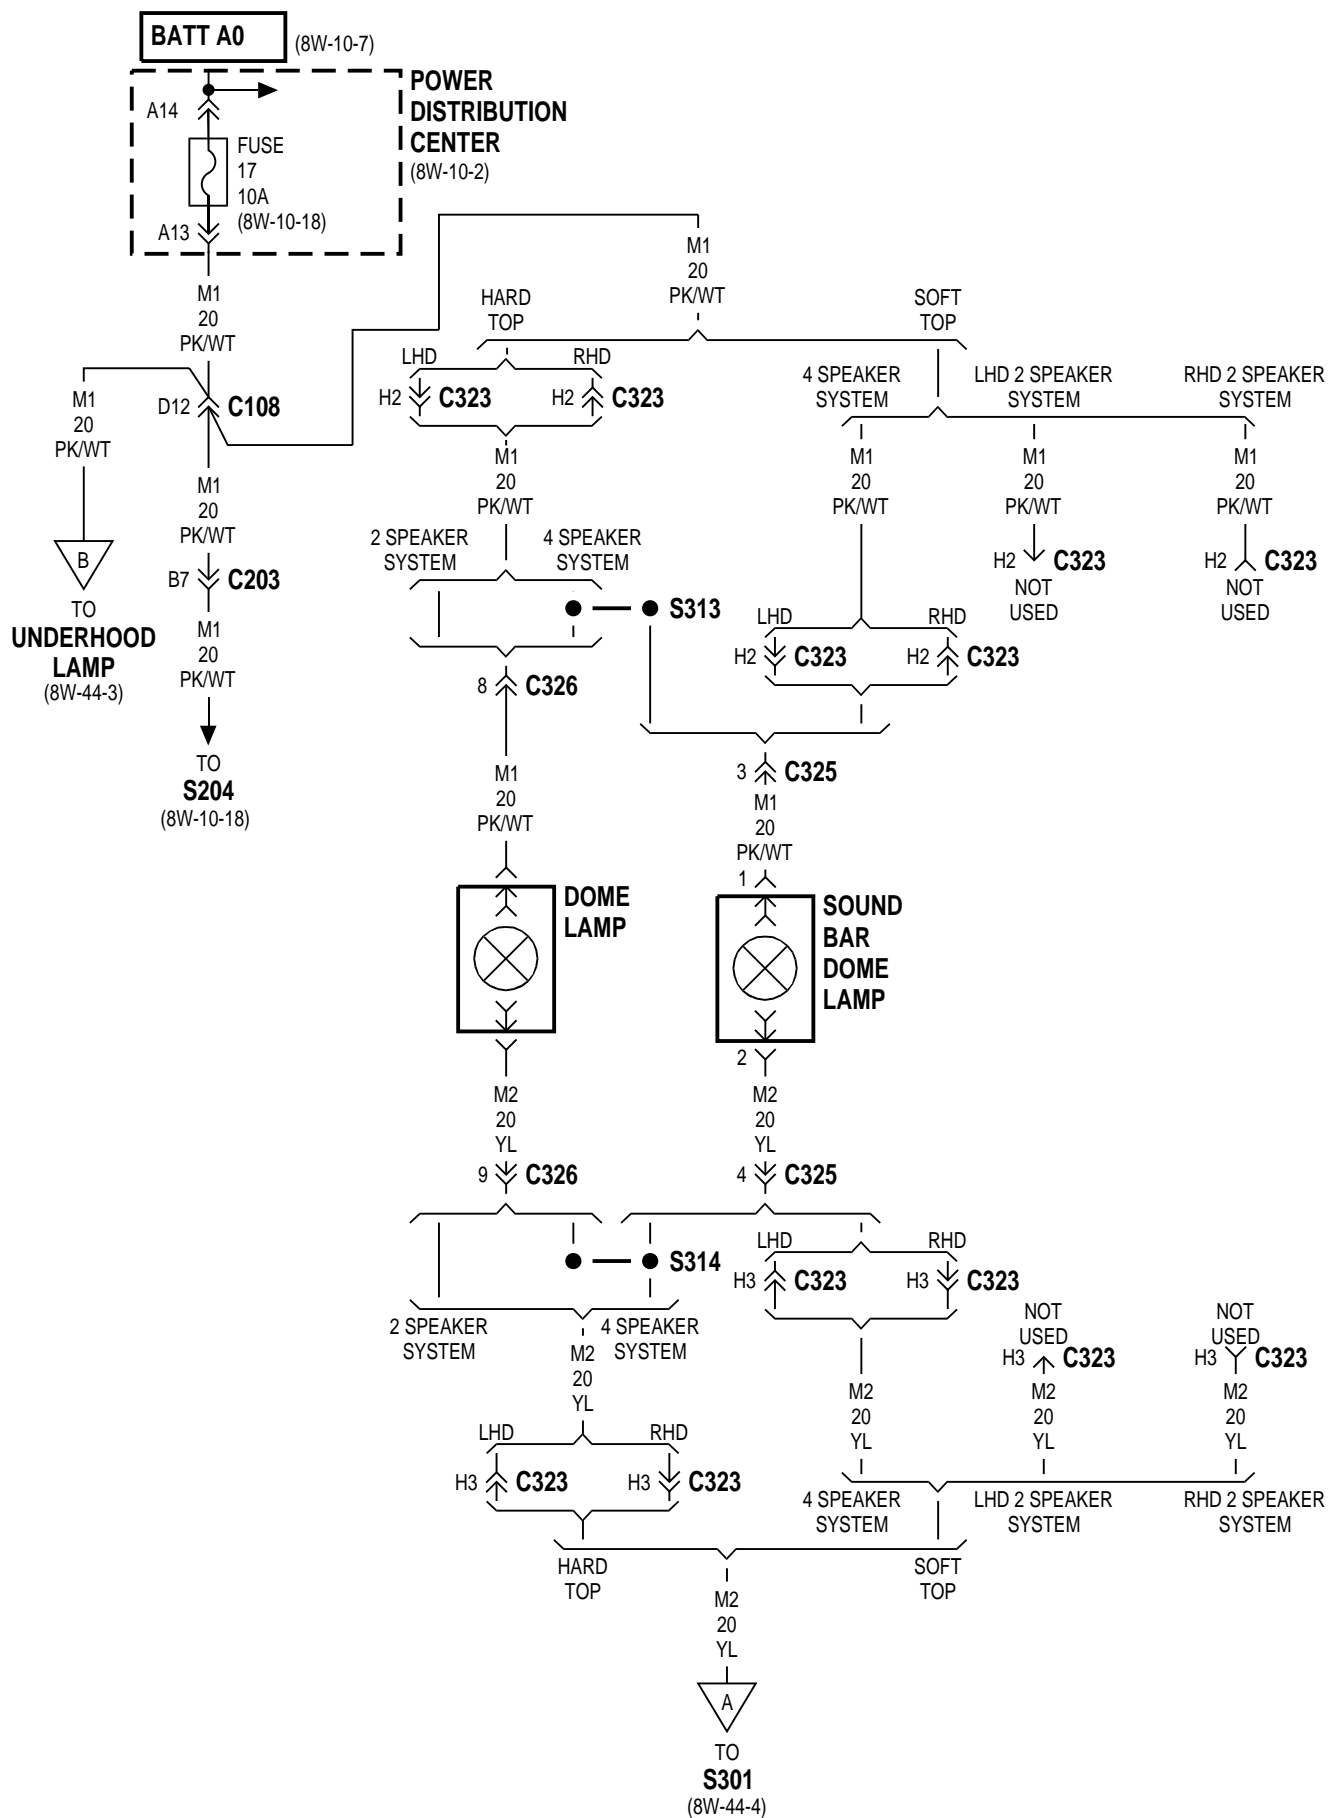 BATT A0
(8W-10-7)
POWER
DISTRIBUTION
CENTER
(8W-10-2)
A14
FUSE
17
10A
(8W-10-18)
A13
M1
20
PK/WT
M1
20
PK/WT
HARD
TOP
SOFT
TOP
LHD
RHD
H2
C323
H2
C323
4 SPEAKER
SYSTEM
LHD 2 SPEAKER
SYSTEM
RHD 2 SPEAKER
SYSTEM
M1
20
PK/WT
D12
C108
M1
20
PK/WT
M1
20
PK/WT
M1
20
PK/WT
M1
20
PK/WT
M1
20
PK/WT
B
TO
UNDERHOOD
LAMP
(8W-44-3)
B7
C203
M1
20
PK/WT
TO
S204
(8W-10-18)
2 SPEAKER
SYSTEM
4 SPEAKER
SYSTEM
S313
H2
C323
NOT
USED
H2
C323
NOT
USED
LHD
RHD
H2
C323
H2
C323
8
C326
3
C325
M1
20
PK/WT
M1
20
PK/WT
1
DOME
LAMP
SOUND
BAR
DOME
LAMP
2
M2
20
YL
M2
20
YL
9
C326
4
C325
S314
LHD
RHD
H3
C323
H3
C323
2 SPEAKER
SYSTEM
4 SPEAKER
SYSTEM
M2
20
YL
NOT
USED
H3
C323
NOT
USED
H3
C323
M2
20
YL
M2
20
YL
M2
20
YL
LHD
RHD
H3
C323
H3
C323
4 SPEAKER
SYSTEM
LHD 2 SPEAKER
SYSTEM
RHD 2 SPEAKER
SYSTEM
HARD
TOP
SOFT
TOP
M2
20
YL
A
TO
S301
(8W-44-4)